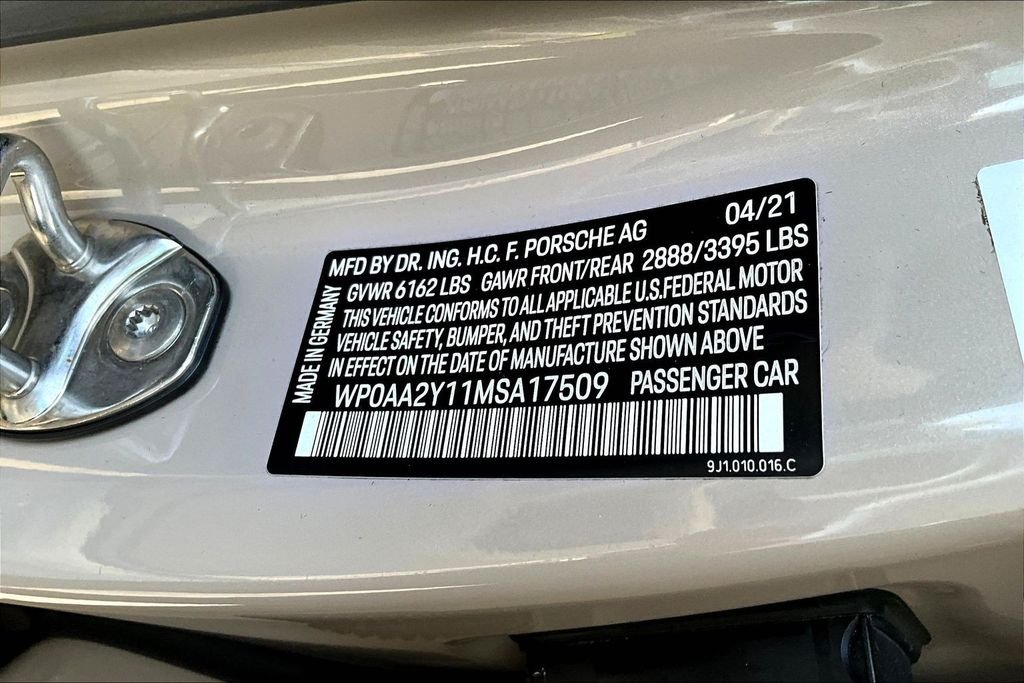 MFD BY DR. ING. H.C. F. PORSCHE AG 04/21
GVWR 6162 LBS GAWR FRONT/REAR 2888/3395 LBS
THIS VEHICLE CONFORMS TO ALL APPLICABLE U.S.FEDERAL MOTOR
VEHICLE SAFETY, BUMPER, AND THEFT PREVENTION STANDARDS
IN EFFECT ON THE DATE OF MANUFACTURE SHOWN ABOVE
WP0AA2Y11MSA17509 PASSENGER CAR
9J1.010.016.C
MADE IN GERMANY